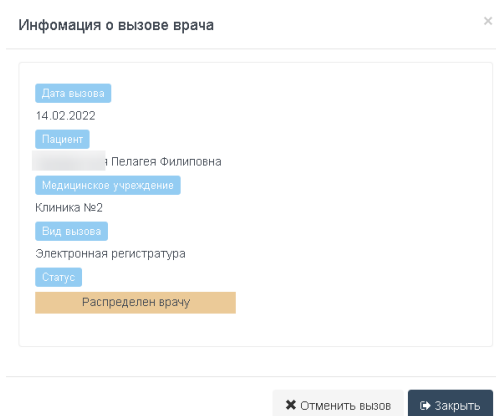 Инфомация о вызове врача
×
Дата вызова
14.02.2022
Пациент
Пелагея Филиповна
Медицинское учреждение
Клиника №2
Вид вызова
Электронная регистратура
Статус
Распределен врачу
Отменить вызов
Закрыть